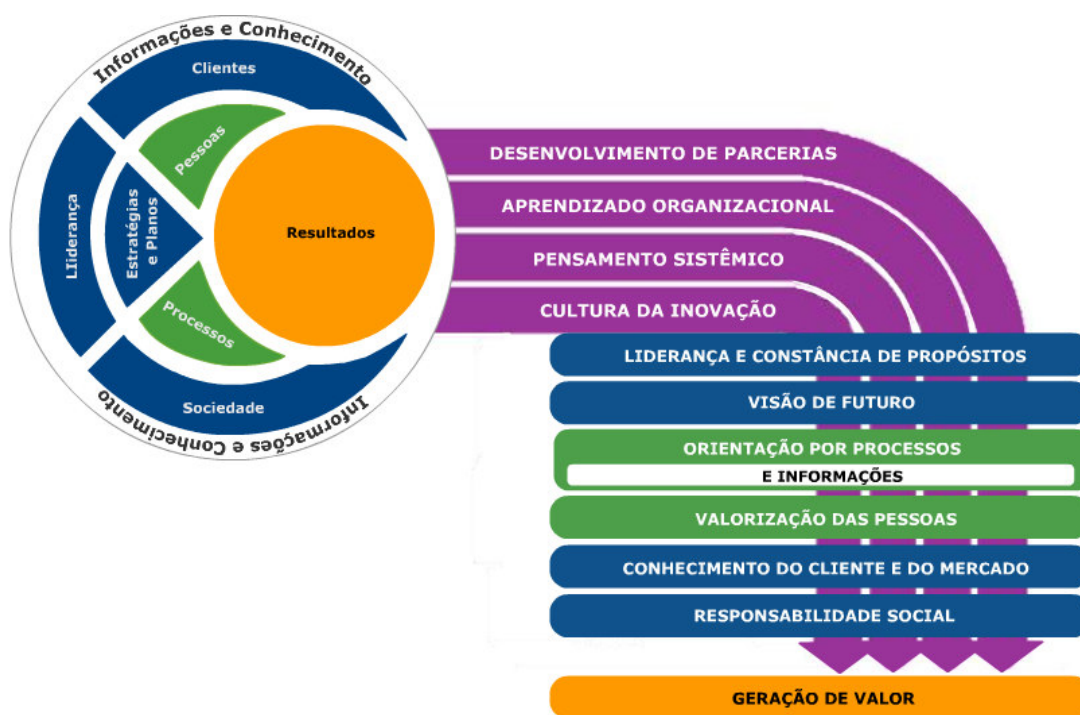 Informações e Conhecimento
Clientes
Pessoas
LIiderança
Estratégias
e Planos
Resultados
Processos
Sociedade
Informações e Conhecimento
DESENVOLVIMENTO DE PARCERIAS
APRENDIZADO ORGANIZACIONAL
PENSAMENTO SISTÊMICO
CULTURA DA INOVAÇÃO
LIDERANÇA E CONSTÂNCIA DE PROPÓSITOS
VISÃO DE FUTURO
ORIENTAÇÃO POR PROCESSOS
E INFORMAÇÕES
VALORIZAÇÃO DAS PESSOAS
CONHECIMENTO DO CLIENTE E DO MERCADO
RESPONSABILIDADE SOCIAL
GERAÇÃO DE VALOR